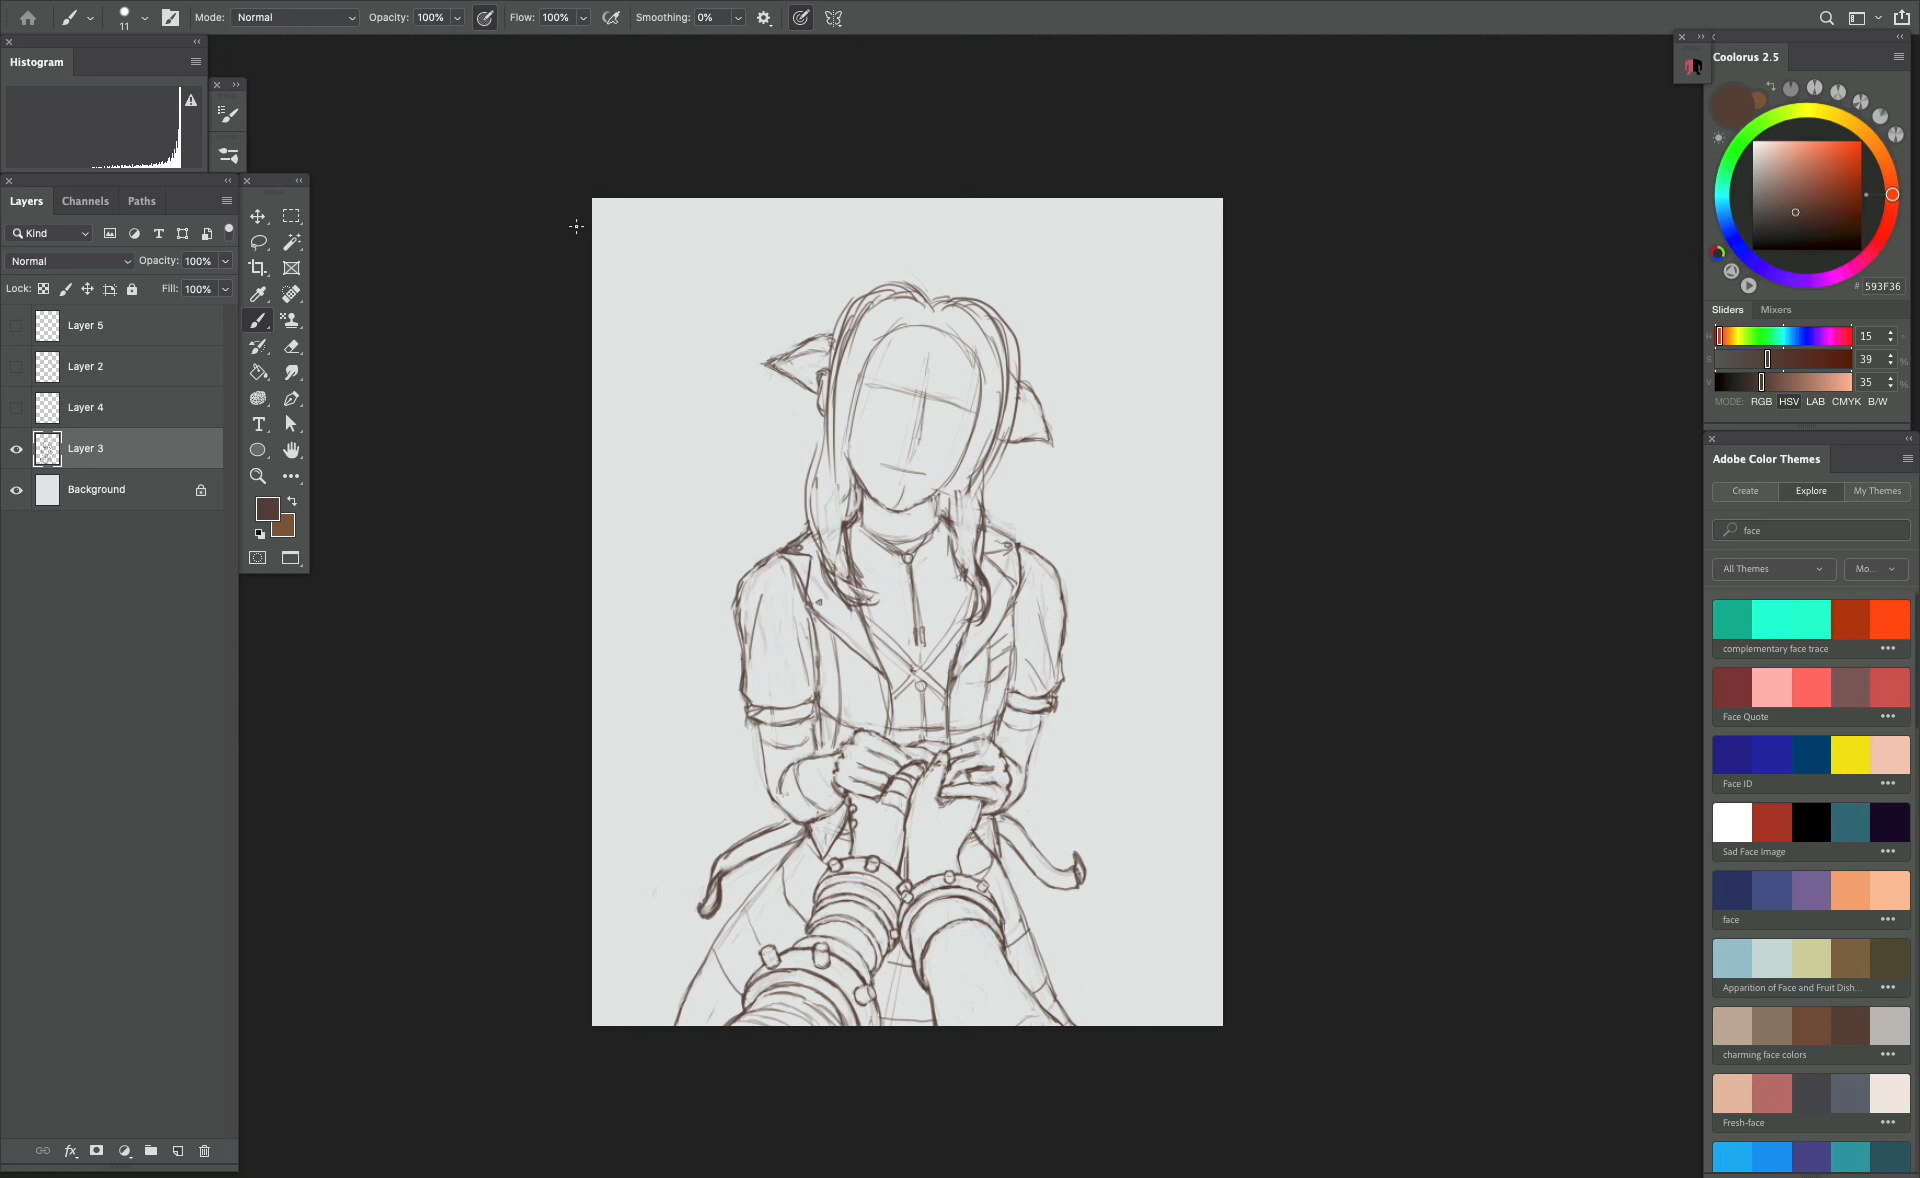 11
Mode:
Normal
Opacity:
100%
Flow:
100%
Smoothing:
0%
Histogram
Layers
Channels
Paths
Kind
Normal
Opacity:
100%
Lock:
Fill:
100%
Layer 5
Layer 2
Layer 4
Layer 3
Background
Coolorus 2.5
# 593F36
Sliders
Mixers
H
15
°
S
39
%
V
35
%
MODE:
RGB
HSV
LAB
CMYK
B/W
Adobe Color Themes
Create
Explore
My Themes
face
All Themes
Mo...
complementary face trace
Face Quote
Face ID
Sad Face Image
face
Apparition of Face and Fruit Dish...
charming face colors
Fresh-face